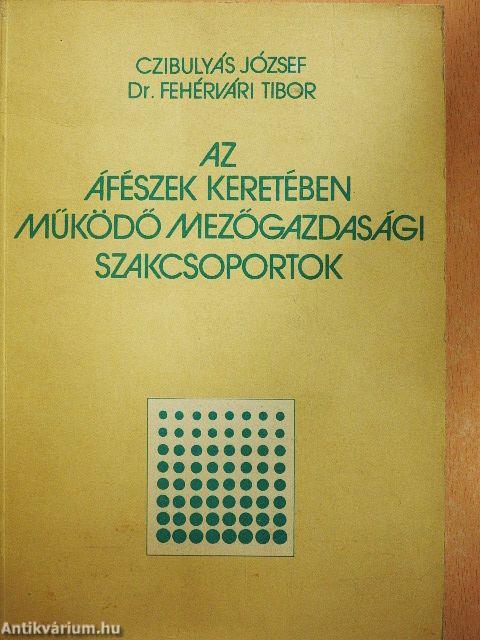 CZIBULYÁS JÓZSEF
Dr. FEHÉRVÁRI TIBOR
AZ
ÁFÉSZEK KERETÉBEN
MŰKÖDŐ MEZŐGAZDASÁGI
SZAKCSOPORTOK
Antikvárium.hu